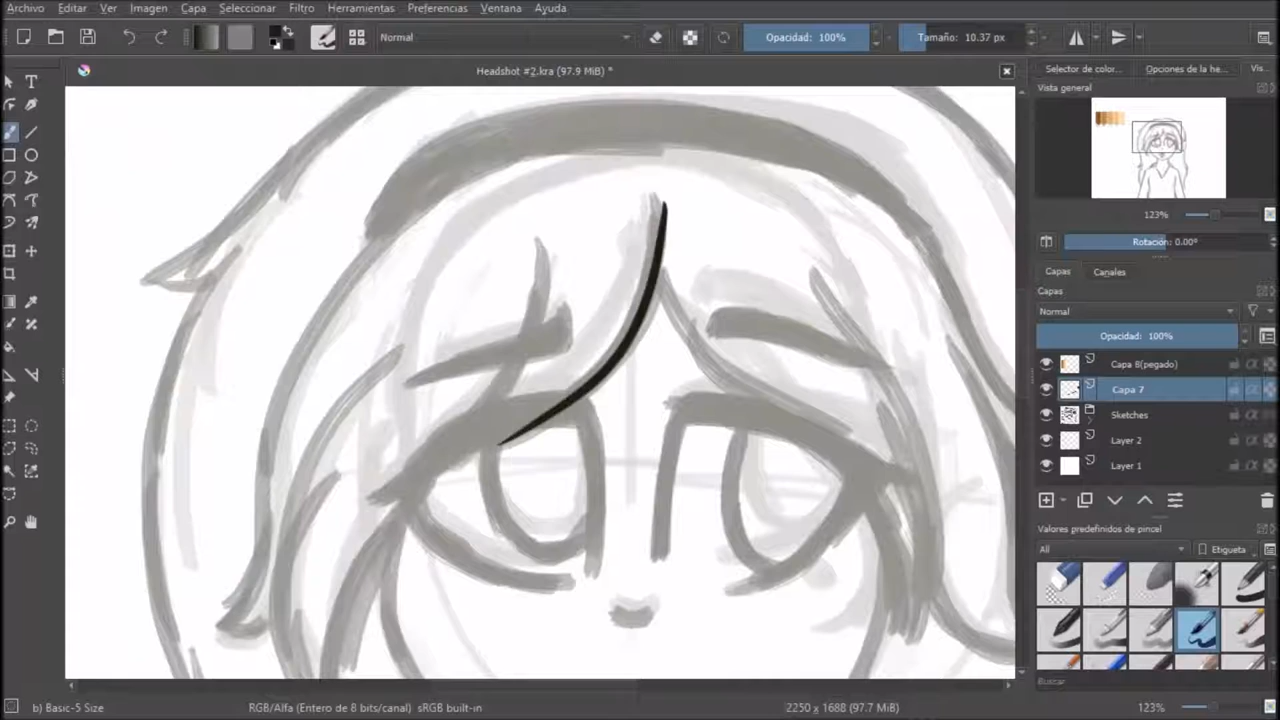 Archivo Editar Ver Imagen Capa Seleccionar Filtro Herramientas Preferencias Ventana Ayuda
Normal Opacidad: 100% Tamaño: 10.37 px
Headshot #2.kra (97.9 MiB) *
Selector de color... Opciones de la he... Vis...
Vista general
123%
Rotación: 0.00°
Capas Canales
Capas
Normal
Opacidad: 100%
Capa 8(pegado)
Capa 7
Sketches
Layer 2
Layer 1
Valores predefinidos de pincel
All Etiqueta
Buscar
b) Basic-5 Size RGB/Alfa (Entero de 8 bits/canal) sRGB built-in 2250 x 1688 (97.7 MiB) 123%